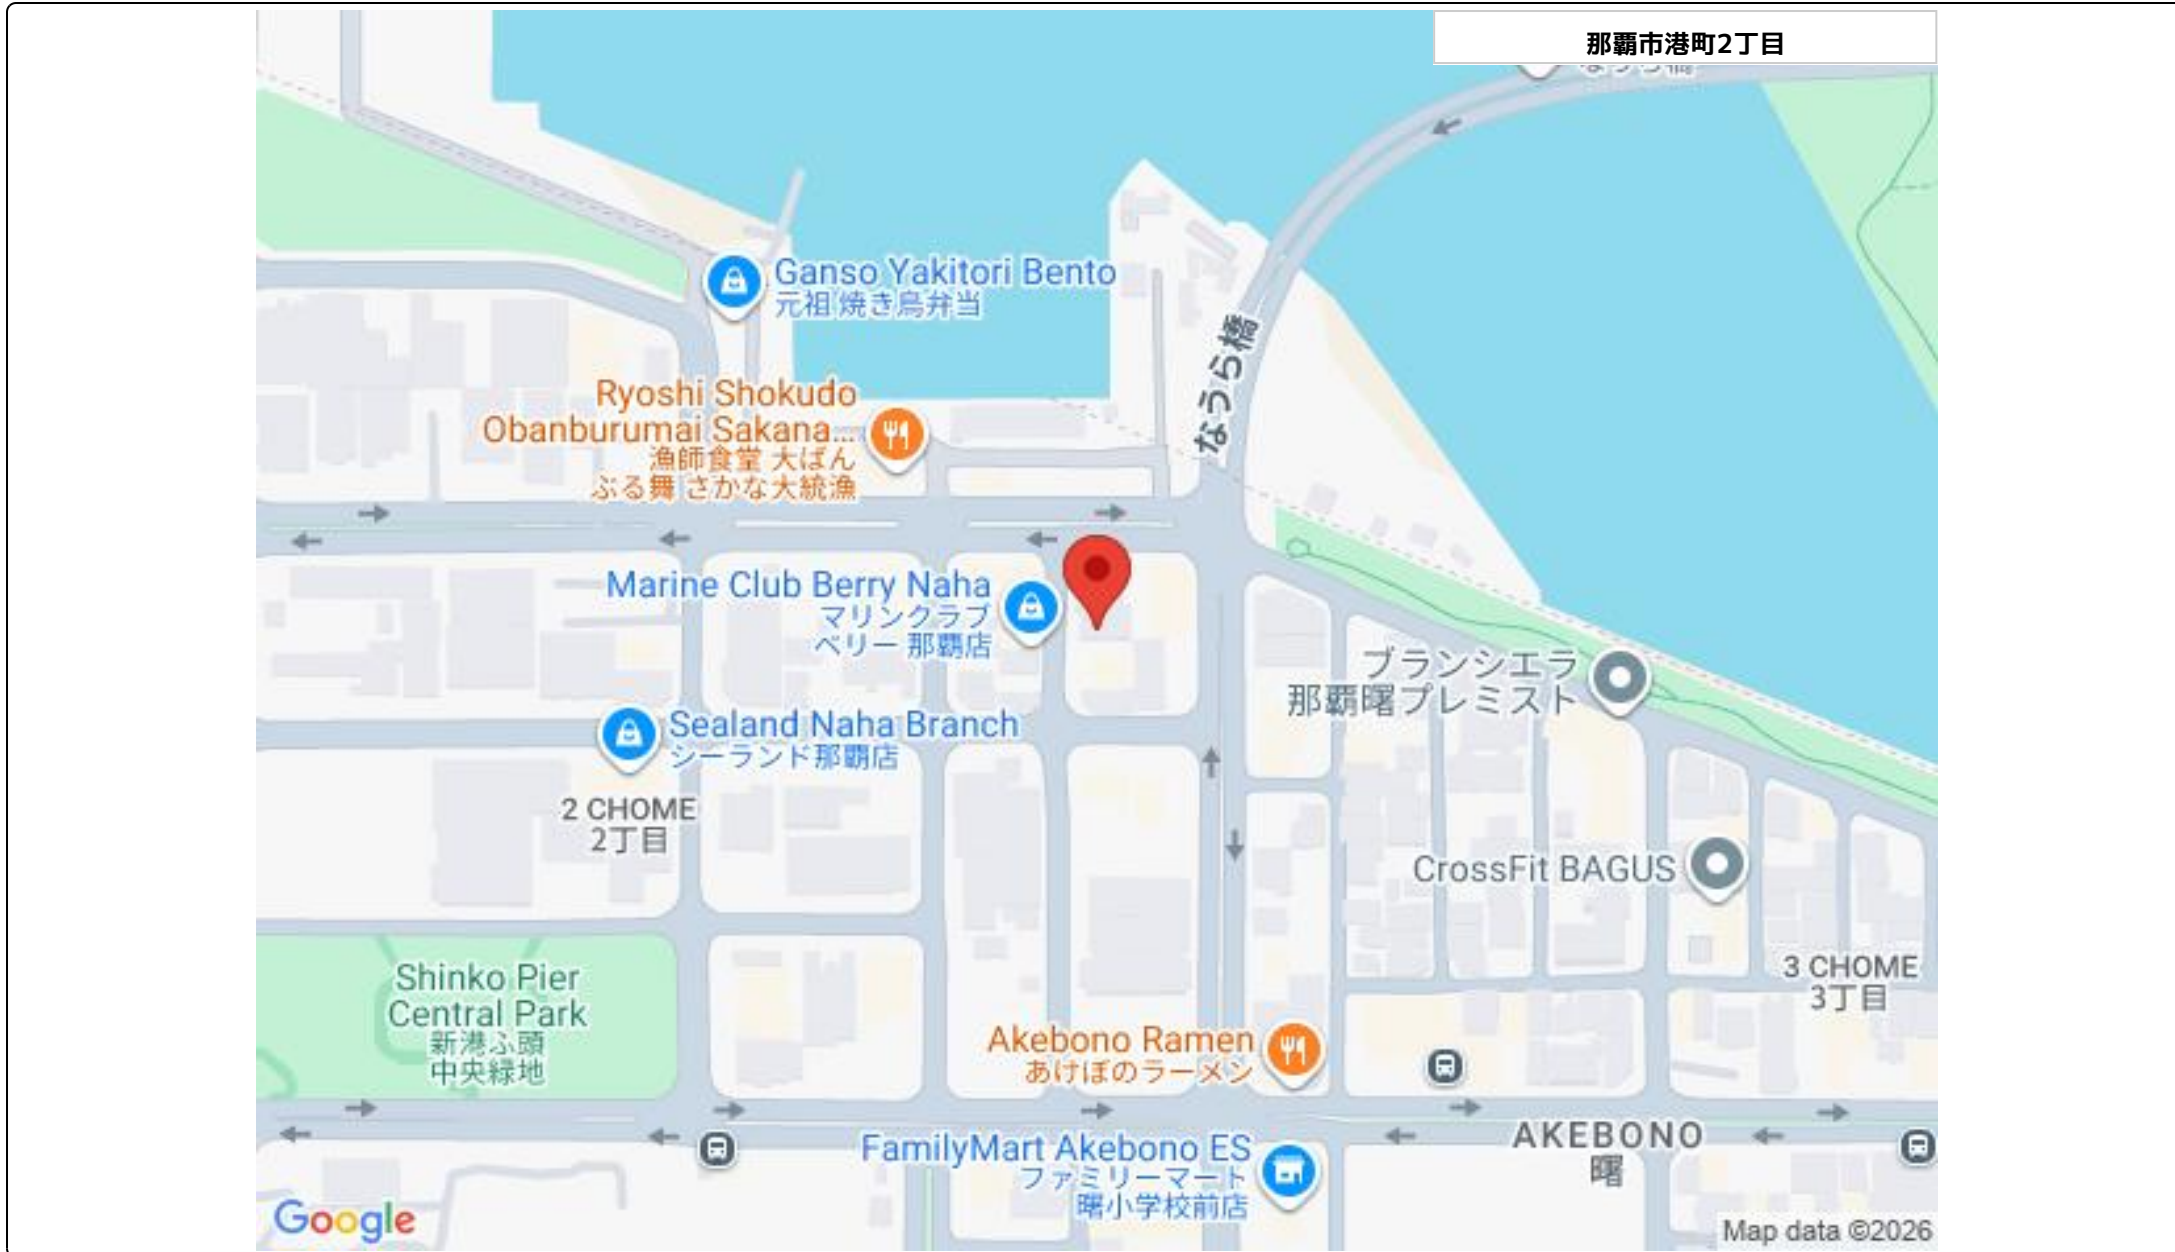 那覇市港町2丁目
なうら橋
Ganso Yakitori Bento
元祖 焼き鳥弁当
なうら橋
Ryoshi Shokudo
Obanburumai Sakana...
漁師食堂 大ばん
ぶる舞 さかな大統漁
Marine Club Berry Naha
マリンクラブ
ベリー 那覇店
ブランシエラ
那覇曙プレミスト
Sealand Naha Branch
シーランド那覇店
2 CHOME
2丁目
CrossFit BAGUS
3 CHOME
3丁目
Shinko Pier
Central Park
新港ふ頭
中央緑地
Akebono Ramen
あけぼのラーメン
AKEBONO
曙
FamilyMart Akebono ES
ファミリーマート
曙小学校前店
Google
Map data ©2026